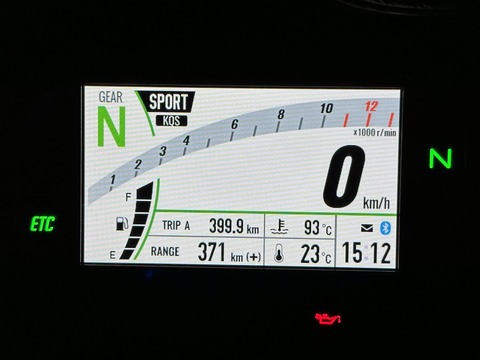 GEAR
N
SPORT
KQS
1 2 3 4 6 8 10 12
x1000 r/min
0 km/h
N
ETC
F
E
TRIP A 399.9 km
93 °C
RANGE 371 km (+)
23 °C
15:12